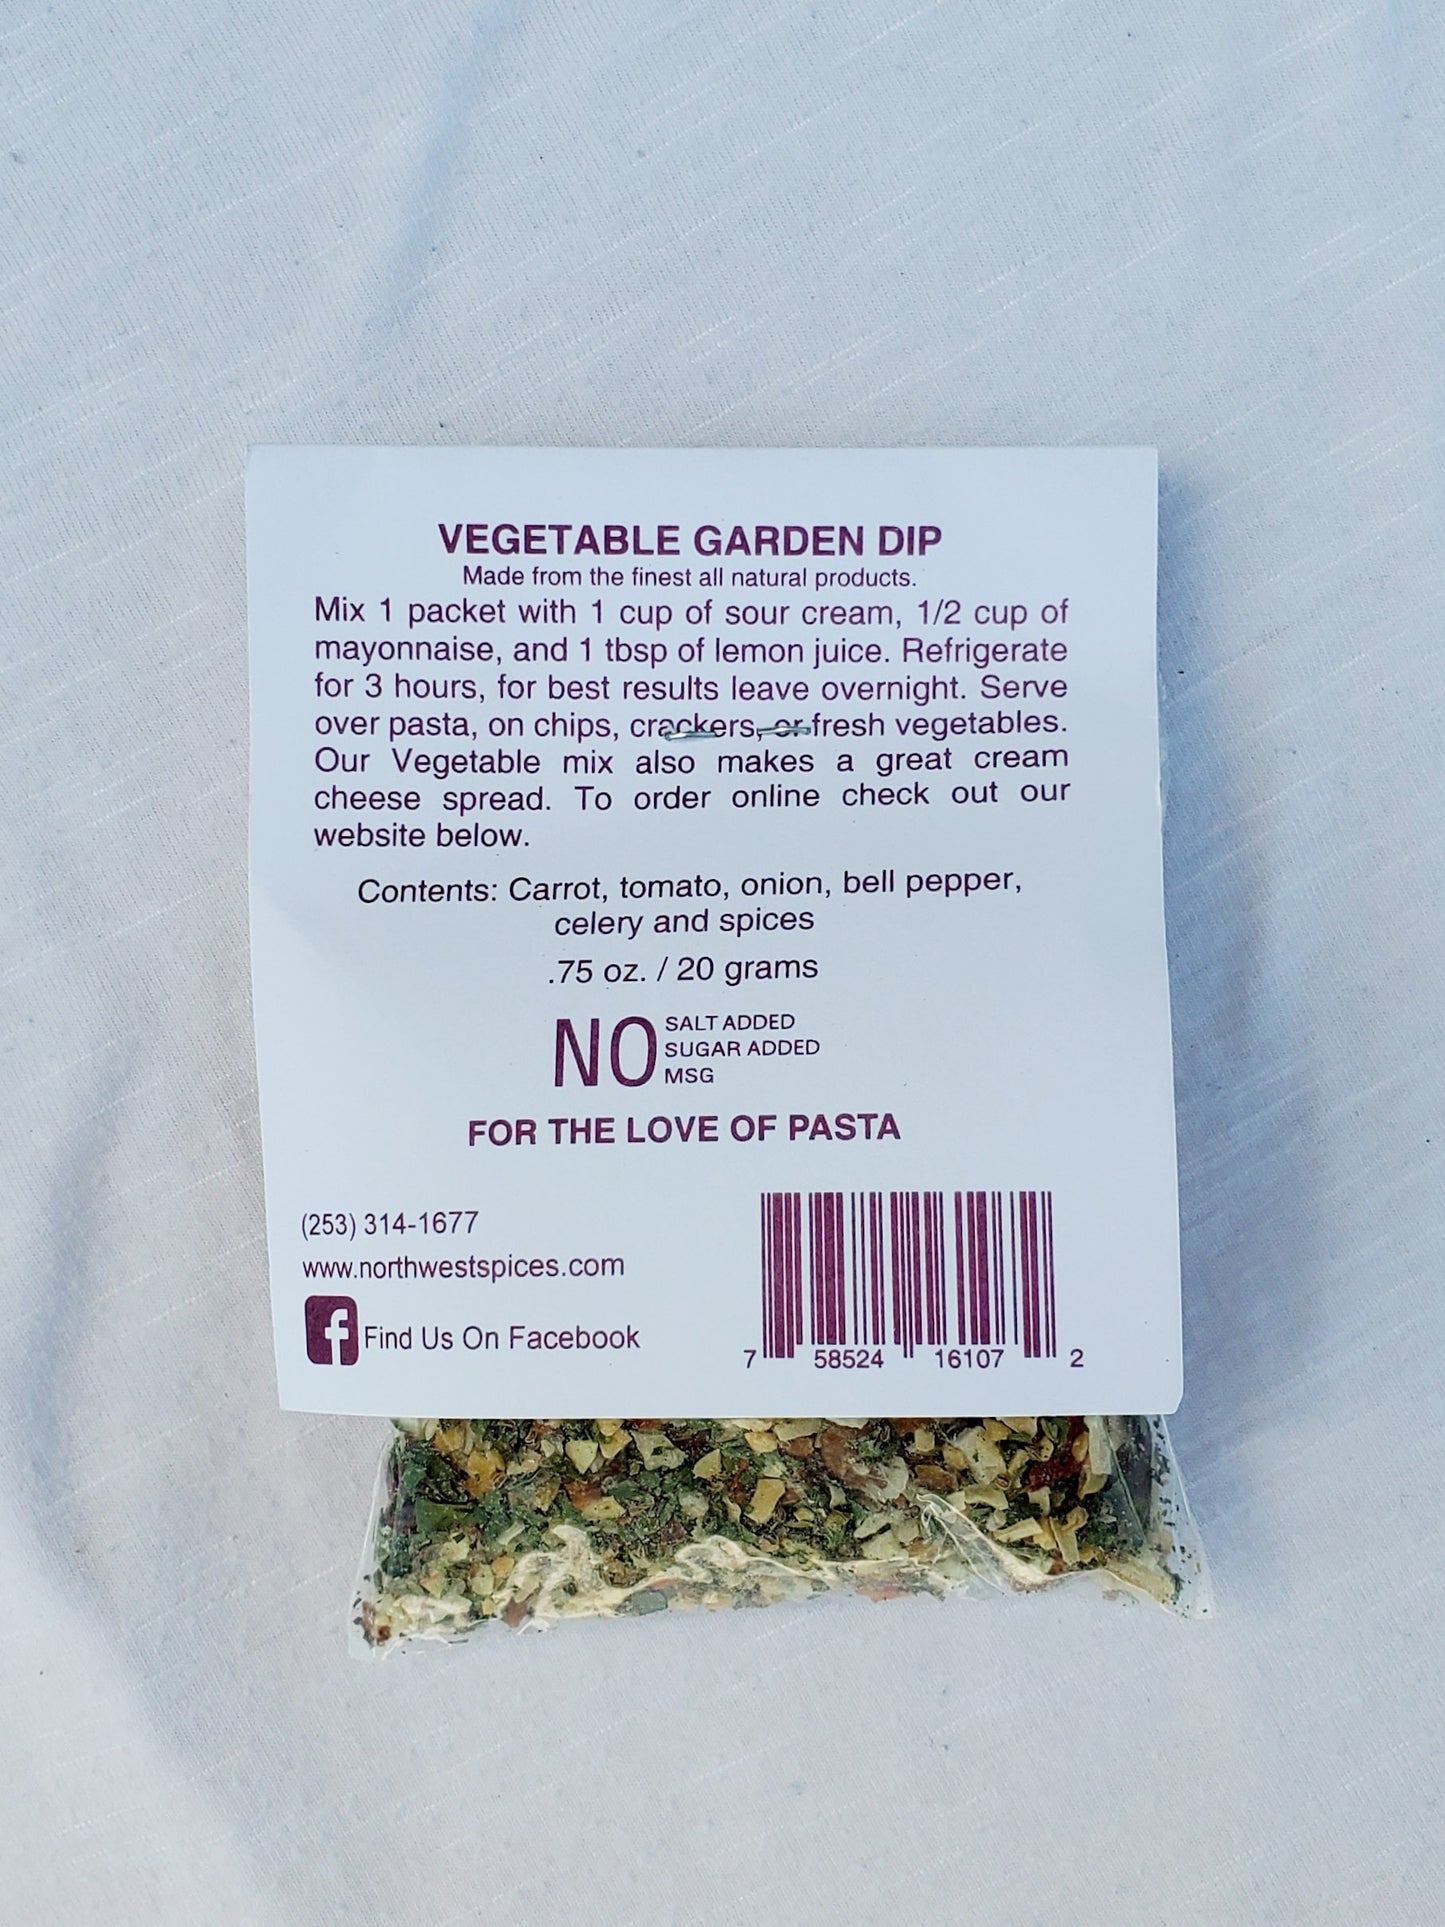 VEGETABLE GARDEN DIP
Made from the finest all natural products.
Mix 1 packet with 1 cup of sour cream, 1/2 cup of
mayonnaise, and 1 tbsp of lemon juice. Refrigerate
for 3 hours, for best results leave overnight. Serve
over pasta, on chips, crackers, or fresh vegetables.
Our Vegetable mix also makes a great cream
cheese spread. To order online check out our
website below.
Contents: Carrot, tomato, onion, bell pepper,
celery and spices
.75 oz. / 20 grams
NO SALT ADDED
SUGAR ADDED
MSG
FOR THE LOVE OF PASTA
(253) 314-1677
www.northwestspices.com
f Find Us On Facebook
7 58524 16107 2